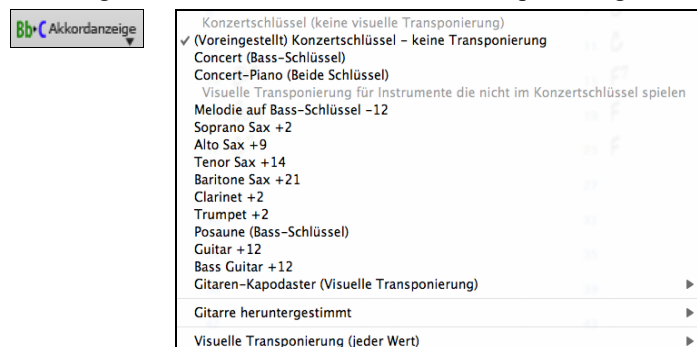 Bb C Akkordanzeige
Konzertschlüssel (keine visuelle Transponierung)
✓ (Voreingestellt) Konzertschlüssel – keine Transponierung
Concert (Bass-Schlüssel)
Concert-Piano (Beide Schlüssel)
Visuelle Transponierung für Instrumente die nicht im Konzertschlüssel spielen
Melodie auf Bass-Schlüssel -12
Soprano Sax +2
Alto Sax +9
Tenor Sax +14
Baritone Sax +21
Clarinet +2
Trumpet +2
Posaune (Bass-Schlüssel)
Guitar +12
Bass Guitar +12
Gitaren-Kapodaster (Visuelle Transponierung)
Gitarre heruntergestimmt
Visuelle Transponierung (jeder Wert)